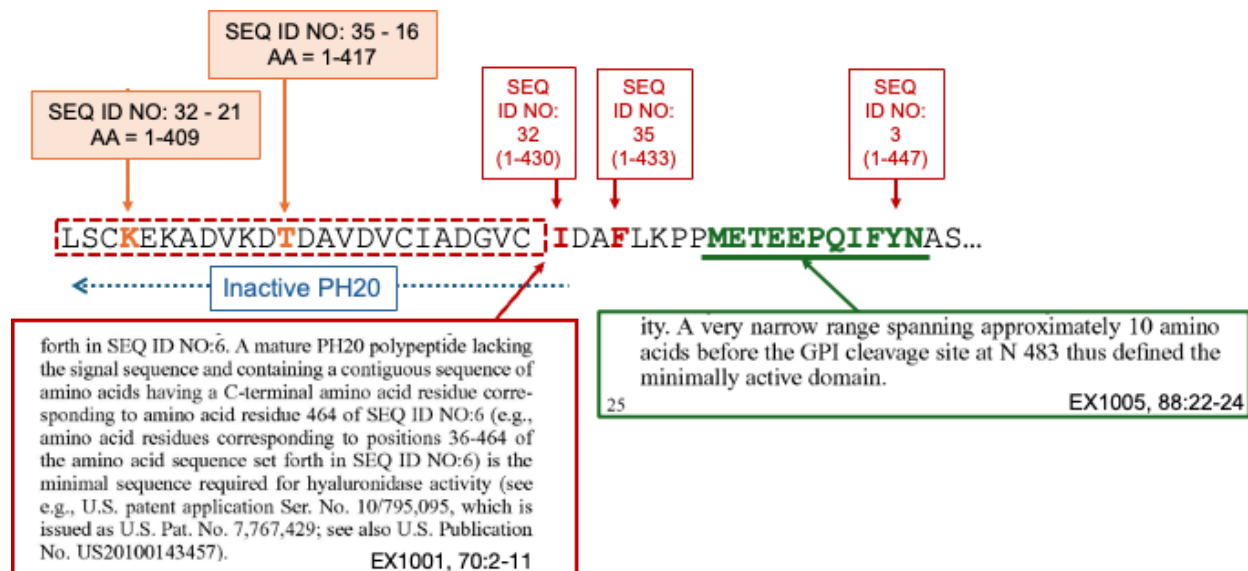 SEQ ID NO: 35 - 16
AA = 1-417
SEQ ID NO: 32 - 21
AA = 1-409
SEQ
ID NO:
32
(1-430)
SEQ
ID NO:
35
(1-433)
SEQ
ID NO:
3
(1-447)
LSCKEKADVKDTDAVDVCIADGVC IDAFLKPPMETEEPQIFYNAS...
Inactive PH20
forth in SEQ ID NO:6. A mature PH20 polypeptide lacking
the signal sequence and containing a contiguous sequence of
amino acids having a C-terminal amino acid residue corre-
sponding to amino acid residue 464 of SEQ ID NO:6 (e.g.,
amino acid residues corresponding to positions 36-464 of
the amino acid sequence set forth in SEQ ID NO:6) is the
minimal sequence required for hyaluronidase activity (see
e.g., U.S. patent application Ser. No. 10/795,095, which is
issued as U.S. Pat. No. 7,767,429; see also U.S. Publication
No. US20100143457).
EX1001, 70:2-11
ity. A very narrow range spanning approximately 10 amino
acids before the GPI cleavage site at N 483 thus defined the
minimally active domain.
25
EX1005, 88:22-24